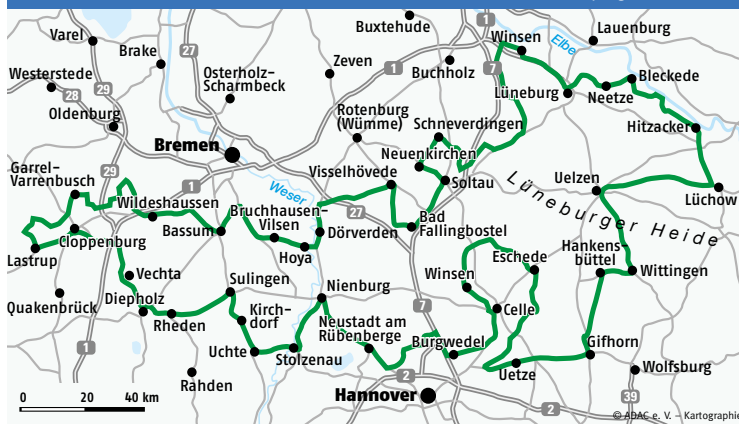 Buxtehude
1
Lauenburg
Varel
27
Winsen
Elbe
Brake
Zeven
1
Buchholz
7
Bleckede
Westerstede
Osterholz-
Scharmbeck
Lüneburg
Neetze
28
29
Oldenburg
Rotenburg
(Wümme)
Schneverdingen
Hitzacker
Bremen
Neuenkirchen
29
Garrel-
Varrenbusch
Visselhövede
Soltau
Uelzen
1
Weser
Lüneburger Heide
Lüchow
Wildeshaussen
Bruchhausen-
Vilsen
27
Bad
Fallingbostel
Bassum
Dörverden
Cloppenburg
Hoya
Hankens-
büttel
Lastrup
Eschede
Winsen
Wittingen
Vechta
Sulingen
Nienburg
Quakenbrück
Diepholz
Kirch-
dorf
7
Celle
Rheden
Neustadt am
Rübenberge
Burgwedel
Gifhorn
1
Uchte
Stolzenau
Uetze
Wolfsburg
Rahden
2
Hannover
39
0 20 40 km
2
© ADAC e. V. – Kartographie